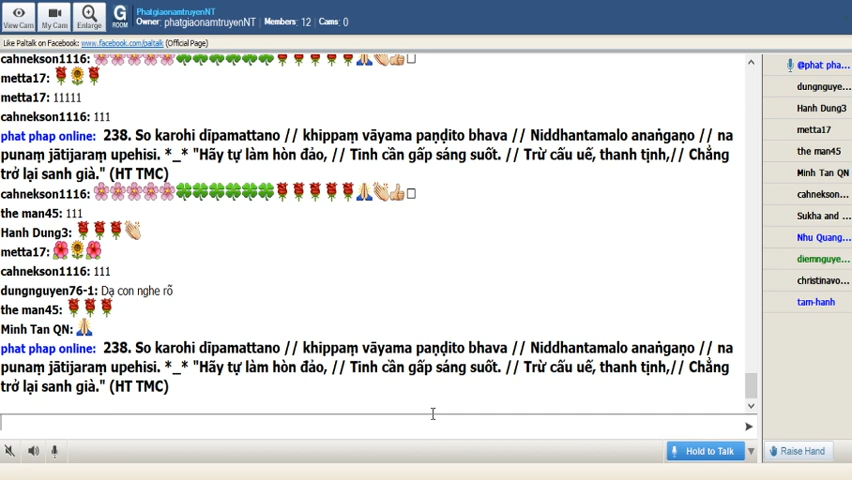 PhatgiaonamtruyenNT
Owner: phatgiaonamtruyenNT Members: 12 Cams: 0
View Cam My Cam Enlarge G ROOM
Like Paltalk on Facebook: www.facebook.com/paltalk (Official Page)
cahnekson1116:
metta17:
metta17: 11111
cahnekson1116: 111
phat phap online: 238. So karohi dīpamattano // khippaṃ vāyama paṇḍito bhava // Niddhantamalo anaṅgaṇo // na
punaṃ jātijaraṃ upehisi. *_* "Hãy tự làm hòn đảo, // Tinh cần gấp sáng suốt. // Trừ cấu uế, thanh tịnh,// Chẳng
trở lại sanh già." (HT TMC)
cahnekson1116:
the man45: 111
Hanh Dung3:
metta17:
cahnekson1116: 111
dungnguyen76-1: Dạ con nghe rõ
the man45:
Minh Tan QN:
phat phap online: 238. So karohi dīpamattano // khippaṃ vāyama paṇḍito bhava // Niddhantamalo anaṅgaṇo // na
punaṃ jātijaraṃ upehisi. *_* "Hãy tự làm hòn đảo, // Tinh cần gấp sáng suốt. // Trừ cấu uế, thanh tịnh,// Chẳng
trở lại sanh già." (HT TMC)
@phat pha...
dungnguye...
Hanh Dung3
metta17
the man45
Minh Tan QN
cahnekson...
Sukha and ...
Nhu Quang...
diemnguye...
christinavo...
tam-hanh
Hold to Talk
Raise Hand